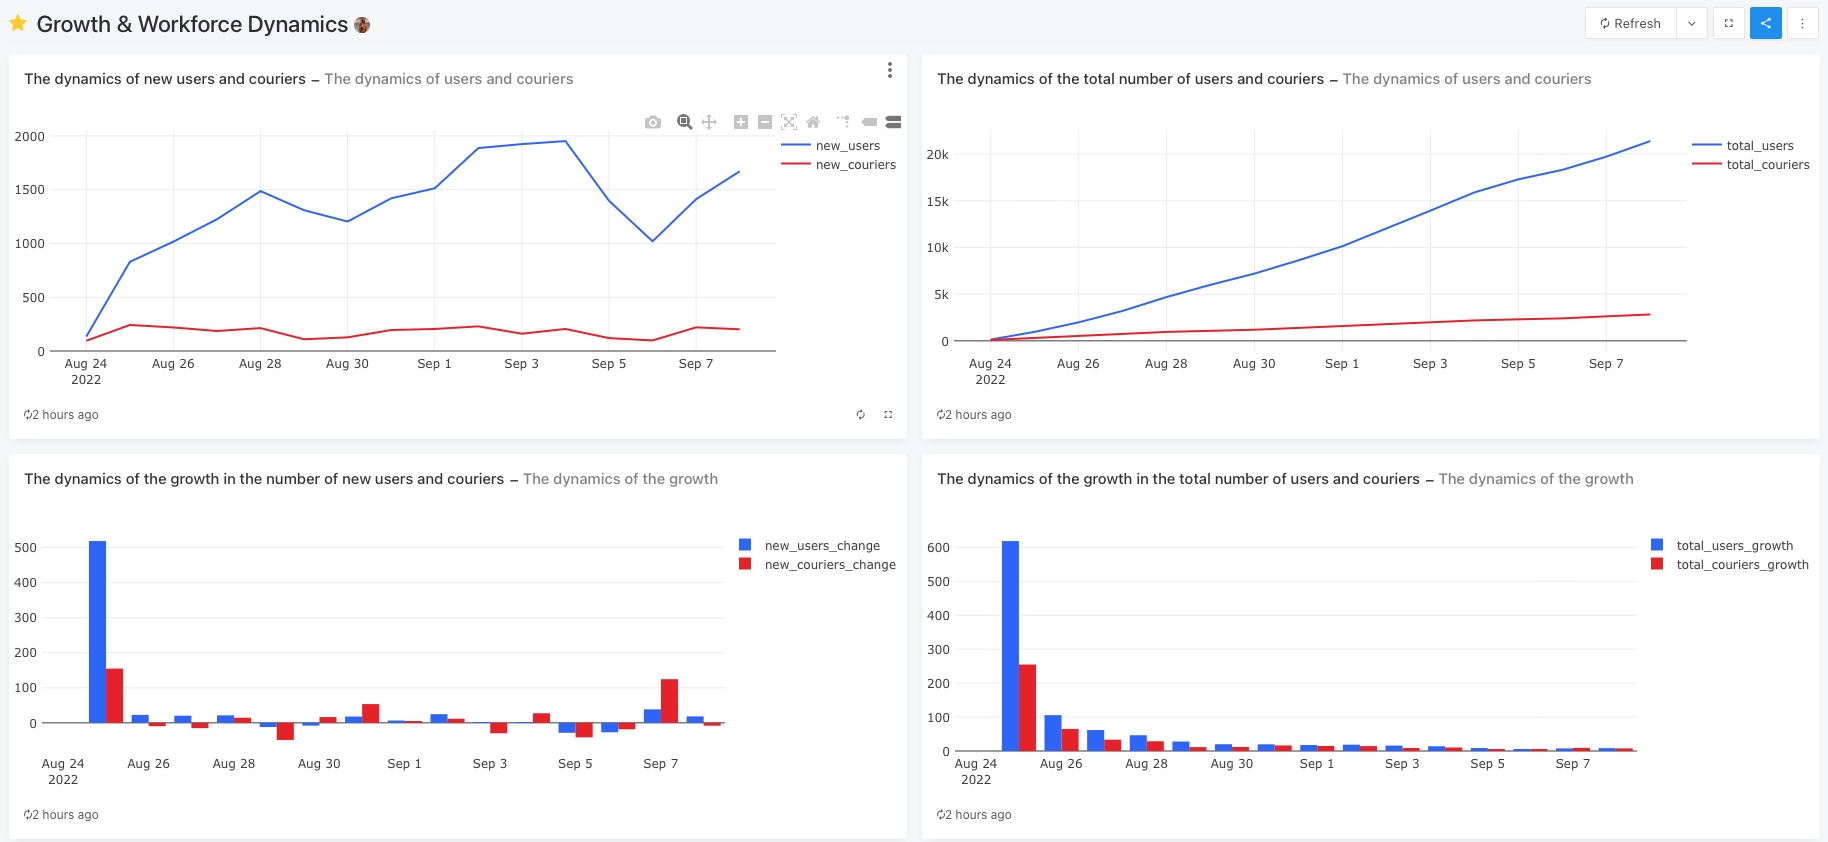 Growth & Workforce Dynamics
Refresh
The dynamics of new users and couriers – The dynamics of users and couriers
2000
1500
1000
500
0
new_users
new_couriers
Aug 24 Aug 26 Aug 28 Aug 30 Sep 1 Sep 3 Sep 5 Sep 7
2022
2 hours ago
The dynamics of the total number of users and couriers – The dynamics of users and couriers
20k
15k
10k
5k
0
total_users
total_couriers
Aug 24 Aug 26 Aug 28 Aug 30 Sep 1 Sep 3 Sep 5 Sep 7
2022
2 hours ago
The dynamics of the growth in the number of new users and couriers – The dynamics of the growth
500
400
300
200
100
0
new_users_change
new_couriers_change
Aug 24 Aug 26 Aug 28 Aug 30 Sep 1 Sep 3 Sep 5 Sep 7
2022
2 hours ago
The dynamics of the growth in the total number of users and couriers – The dynamics of the growth
600
500
400
300
200
100
0
total_users_growth
total_couriers_growth
Aug 24 Aug 26 Aug 28 Aug 30 Sep 1 Sep 3 Sep 5 Sep 7
2022
2 hours ago